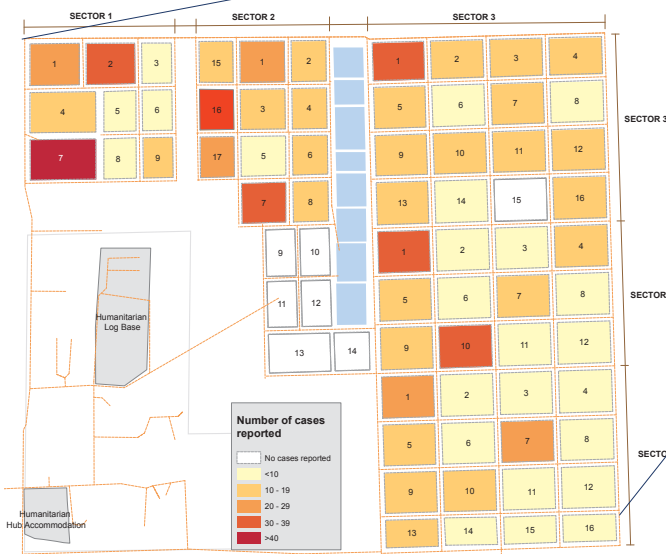 SECTOR 1
SECTOR 2
SECTOR 3
1 2 3 15 1 2 1 2 3 4
4 5 6 16 3 4 5 6 7 8
SECTOR 3
7 8 9 17 5 6 9 10 11 12
7 8 13 14 15 16
9 10 1 2 3 4
11 12 5 6 7 8
SECTOR
13 14 9 10 11 12
Humanitarian
Log Base
1 2 3 4
5 6 7 8
SECTO
9 10 11 12
13 14 15 16
Humanitarian
Hub Accommodation
Number of cases
reported
No cases reported
<10
10 - 19
20 - 29
30 - 39
>40